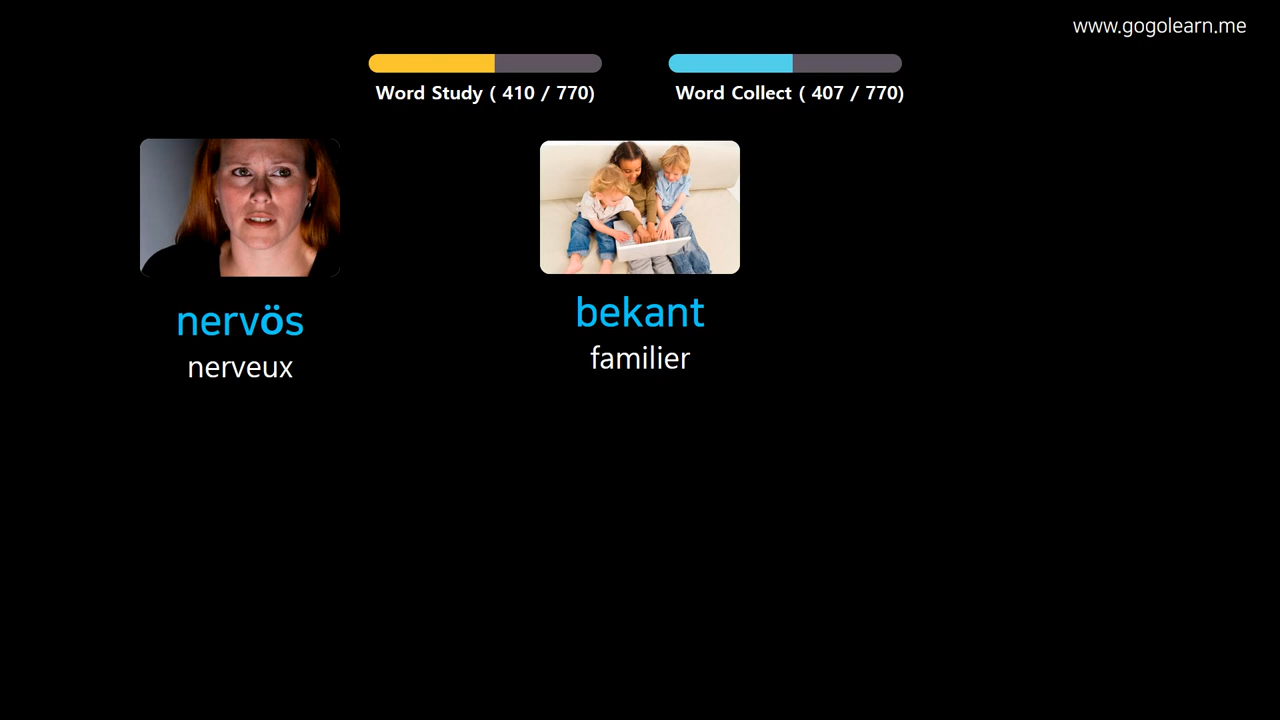 www.gogolearn.me
Word Study ( 410 / 770)
Word Collect ( 407 / 770)
nervös
nerveux
bekant
familier